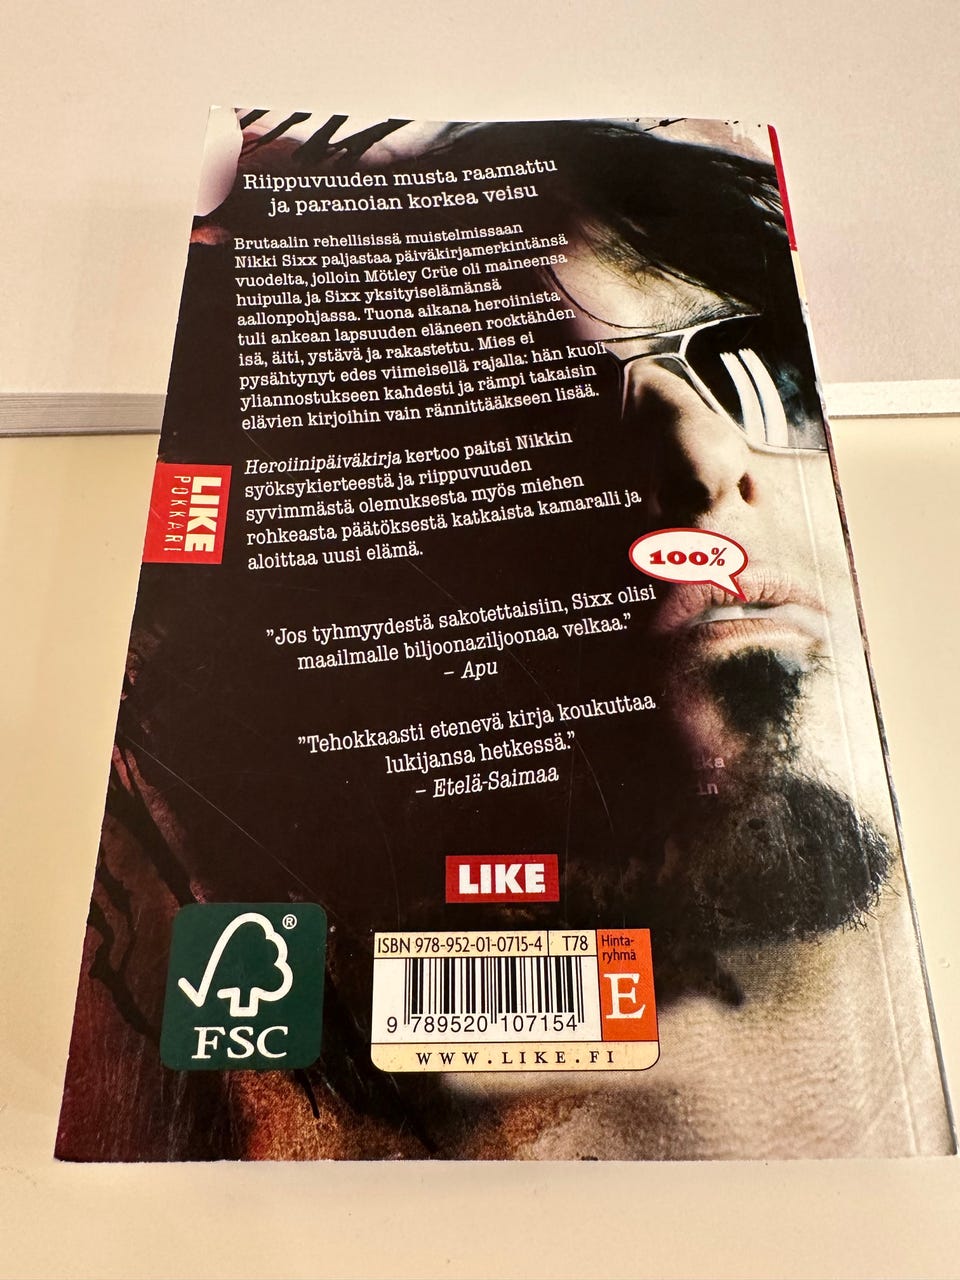 Riippuvuuden musta raamattu
ja paranoian korkea veisu
Brutaalin rehellisissä muistelmissaan
Nikki Sixx paljastaa päiväkirjamerkintänsä
vuodelta, jolloin Mötley Crüe oli maineensa
huipulla ja Sixx yksityiselämänsä
aallonpohjassa. Tuona aikana heroiinista
tuli ankean lapsuuden eläneen rocktähden
isä, äiti, ystävä ja rakastettu. Mies ei
pysähtynyt edes viimeisellä rajalla: hän kuoli
yliannostukseen kahdesti ja rämpi takaisin
elävien kirjoihin vain rännittääkseen lisää.
Heroiinipäiväkirja kertoo paitsi Nikkin
syöksykierteestä ja riippuvuuden
syvimmästä olemuksesta myös miehen
rohkeasta päätöksestä katkaista kamaralli ja
aloittaa uusi elämä.
LIKE
POKKARI
100%
"Jos tyhmyydestä sakotettaisiin, Sixx olisi
maailmalle biljoonaziljoonaa velkaa."
– Apu
"Tehokkaasti etenevä kirja koukuttaa
lukijansa hetkessä."
– Etelä-Saimaa
LIKE
FSC®
ISBN 978-952-01-0715-4 T78
Hinta-
ryhmä
E
9 789520 107154
WWW.LIKE.FI